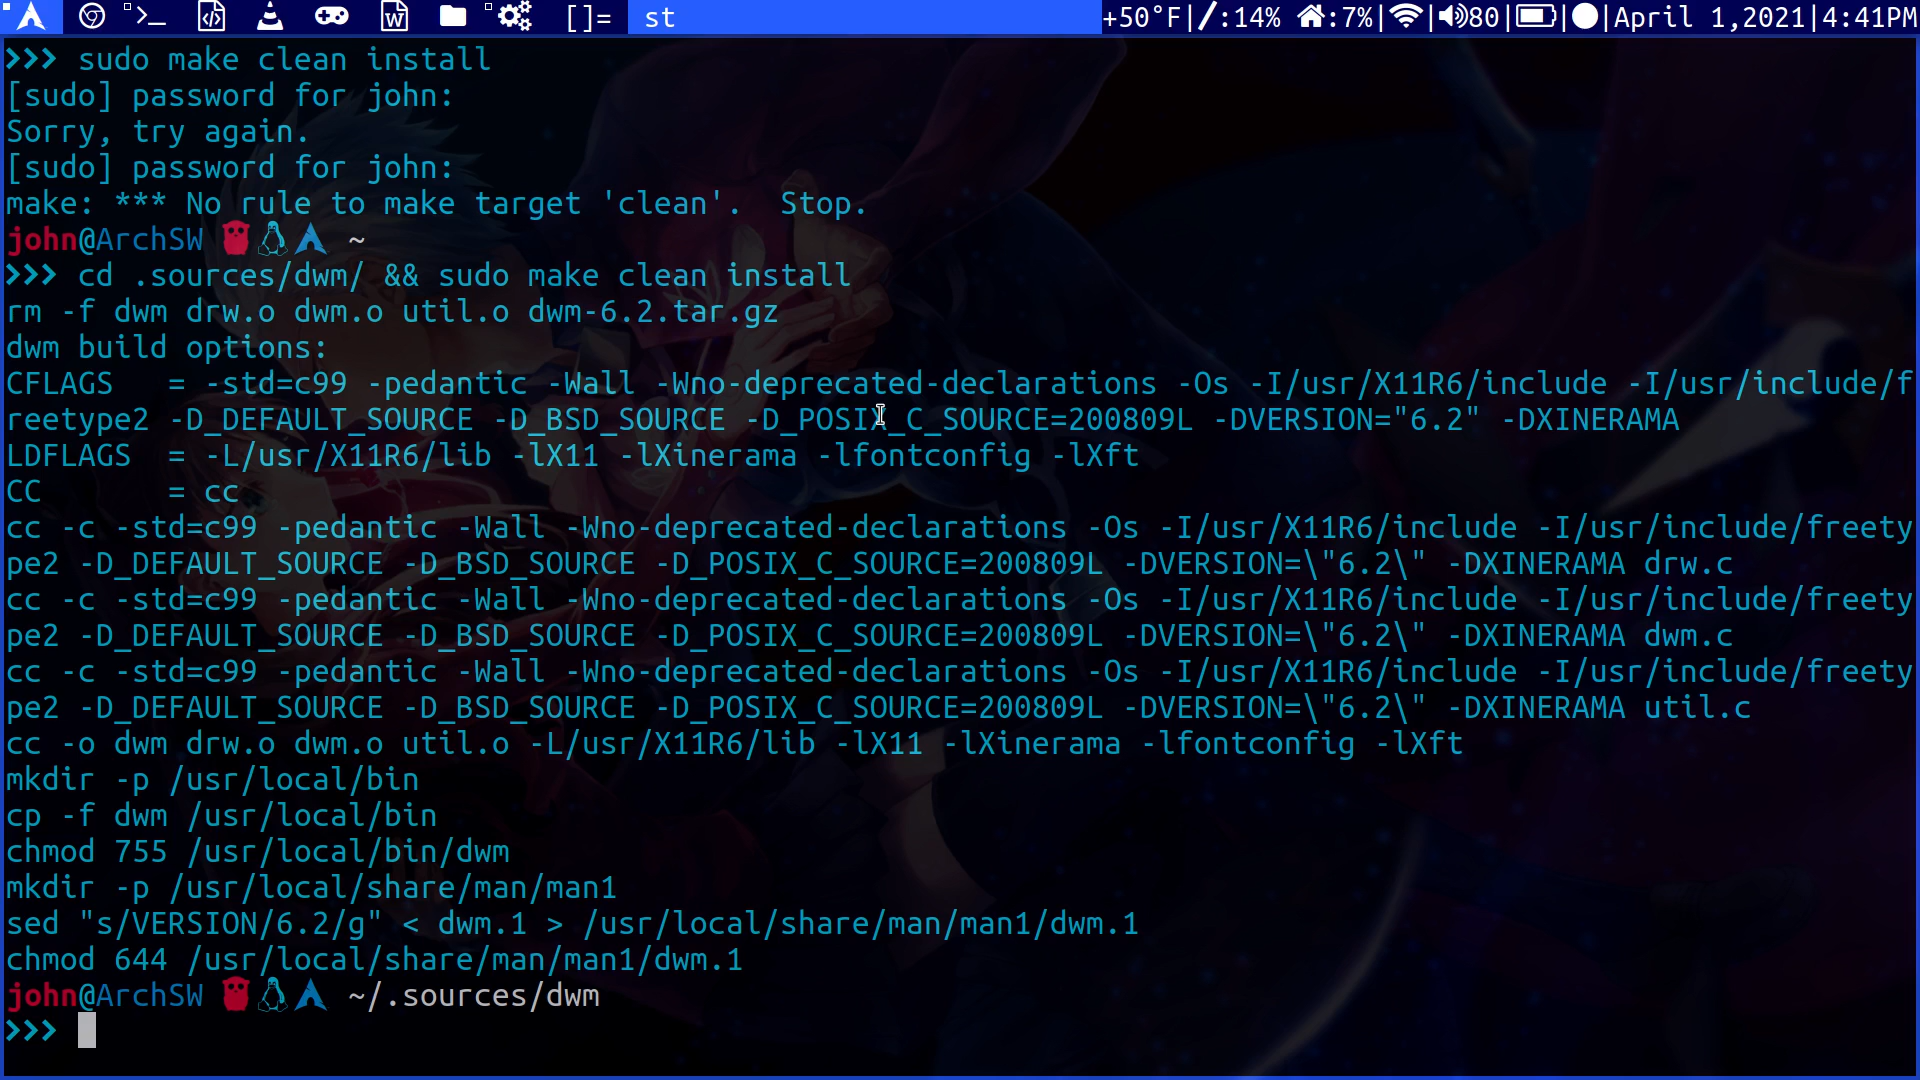 []= st +50°F|/:14% :7%| | 80| | |April 1,2021|4:41PM
>>> sudo make clean install
[sudo] password for john:
Sorry, try again.
[sudo] password for john:
make: *** No rule to make target 'clean'.  Stop.
john@ArchSW ~
>>> cd .sources/dwm/ && sudo make clean install
rm -f dwm drw.o dwm.o util.o dwm-6.2.tar.gz
dwm build options:
CFLAGS   = -std=c99 -pedantic -Wall -Wno-deprecated-declarations -Os -I/usr/X11R6/include -I/usr/include/f
reetype2 -D_DEFAULT_SOURCE -D_BSD_SOURCE -D_POSIX_C_SOURCE=200809L -DVERSION="6.2" -DXINERAMA
LDFLAGS  = -L/usr/X11R6/lib -lX11 -lXinerama -lfontconfig -lXft
CC       = cc
cc -c -std=c99 -pedantic -Wall -Wno-deprecated-declarations -Os -I/usr/X11R6/include -I/usr/include/freety
pe2 -D_DEFAULT_SOURCE -D_BSD_SOURCE -D_POSIX_C_SOURCE=200809L -DVERSION=\"6.2\" -DXINERAMA drw.c
cc -c -std=c99 -pedantic -Wall -Wno-deprecated-declarations -Os -I/usr/X11R6/include -I/usr/include/freety
pe2 -D_DEFAULT_SOURCE -D_BSD_SOURCE -D_POSIX_C_SOURCE=200809L -DVERSION=\"6.2\" -DXINERAMA dwm.c
cc -c -std=c99 -pedantic -Wall -Wno-deprecated-declarations -Os -I/usr/X11R6/include -I/usr/include/freety
pe2 -D_DEFAULT_SOURCE -D_BSD_SOURCE -D_POSIX_C_SOURCE=200809L -DVERSION=\"6.2\" -DXINERAMA util.c
cc -o dwm drw.o dwm.o util.o -L/usr/X11R6/lib -lX11 -lXinerama -lfontconfig -lXft
mkdir -p /usr/local/bin
cp -f dwm /usr/local/bin
chmod 755 /usr/local/bin/dwm
mkdir -p /usr/local/share/man/man1
sed "s/VERSION/6.2/g" < dwm.1 > /usr/local/share/man/man1/dwm.1
chmod 644 /usr/local/share/man/man1/dwm.1
john@ArchSW ~/.sources/dwm
>>>